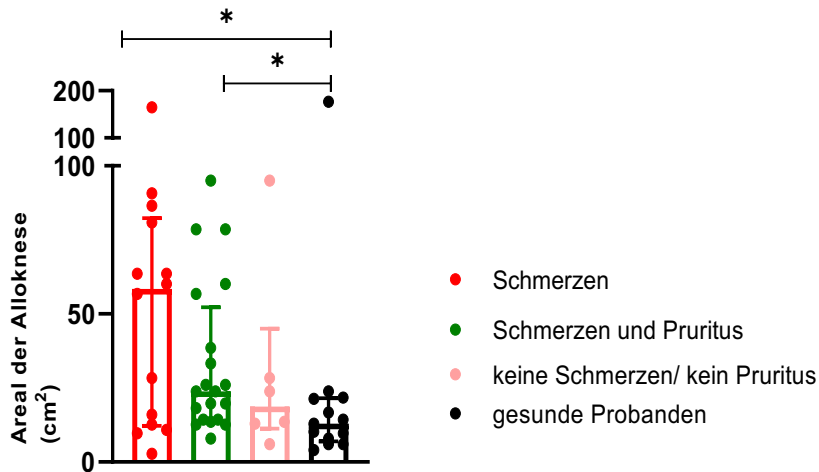 *
*
200
100
100
50
0
Areal der Alloknese
(cm²)
Schmerzen
Schmerzen und Pruritus
keine Schmerzen/ kein Pruritus
gesunde Probanden